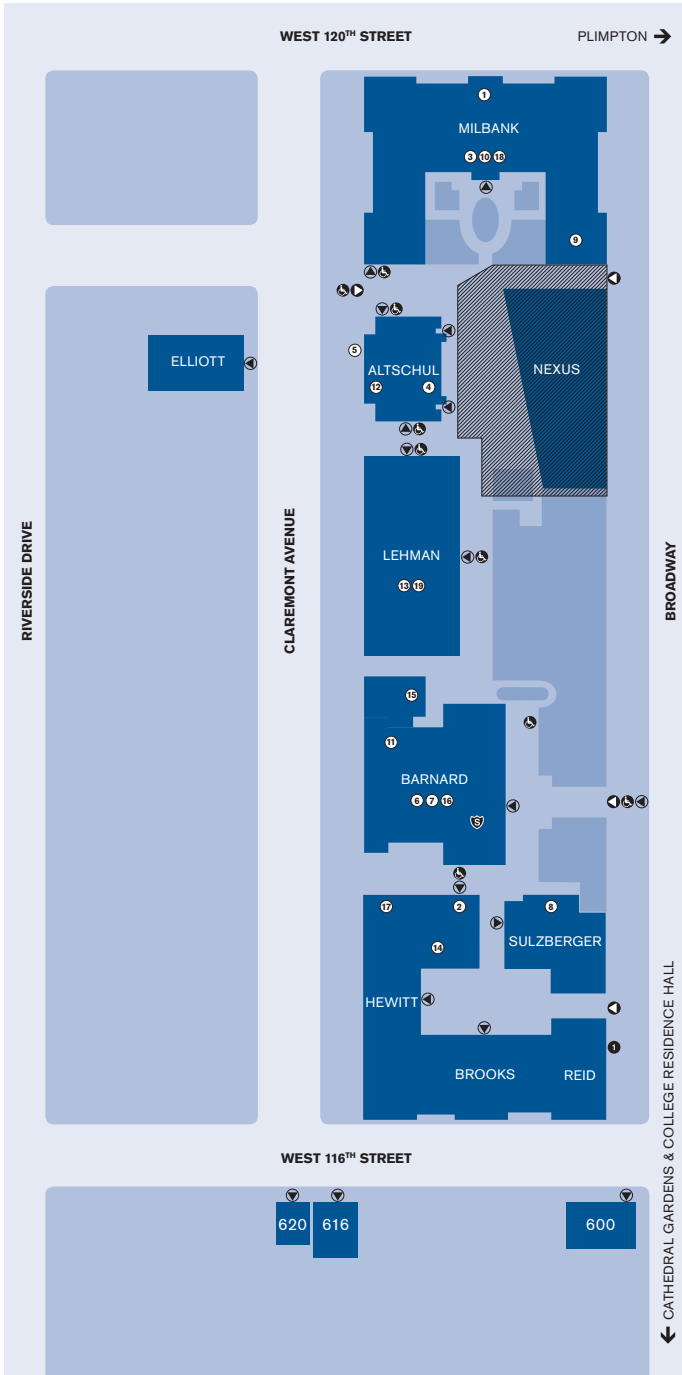 WEST 120TH STREET
PLIMPTON →
1
MILBANK
3 10 18
9
5
ELLIOTT
ALTSCHUL
12 4
NEXUS
RIVERSIDE DRIVE
CLAREMONT AVENUE
BROADWAY
LEHMAN
13 19
15
11
BARNARD
6 7 16
S
17 2 8
14
SULZBERGER
HEWITT
1
BROOKS
REID
WEST 116TH STREET
620 616 600
← CATHEDRAL GARDENS & COLLEGE RESIDENCE HALL